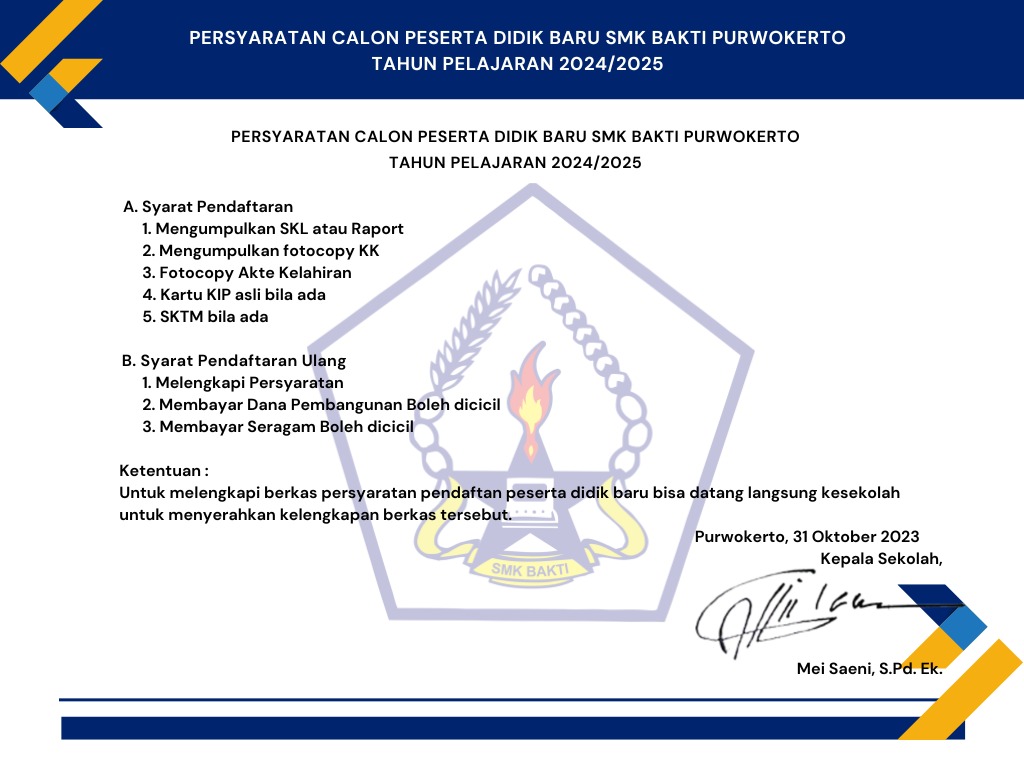 PERSYARATAN CALON PESERTA DIDIK BARU SMK BAKTI PURWOKERTO
TAHUN PELAJARAN 2024/2025
PERSYARATAN CALON PESERTA DIDIK BARU SMK BAKTI PURWOKERTO
TAHUN PELAJARAN 2024/2025
A. Syarat Pendaftaran
1. Mengumpulkan SKL atau Raport
2. Mengumpulkan fotocopy KK
3. Fotocopy Akte Kelahiran
4. Kartu KIP asli bila ada
5. SKTM bila ada
B. Syarat Pendaftaran Ulang
1. Melengkapi Persyaratan
2. Membayar Dana Pembangunan Boleh dicicil
3. Membayar Seragam Boleh dicicil
Ketentuan :
Untuk melengkapi berkas persyaratan pendaftan peserta didik baru bisa datang langsung kesekolah
untuk menyerahkan kelengkapan berkas tersebut.
SMK BAKTI
Purwokerto, 31 Oktober 2023
Kepala Sekolah,
Mei Saeni, S.Pd. Ek.